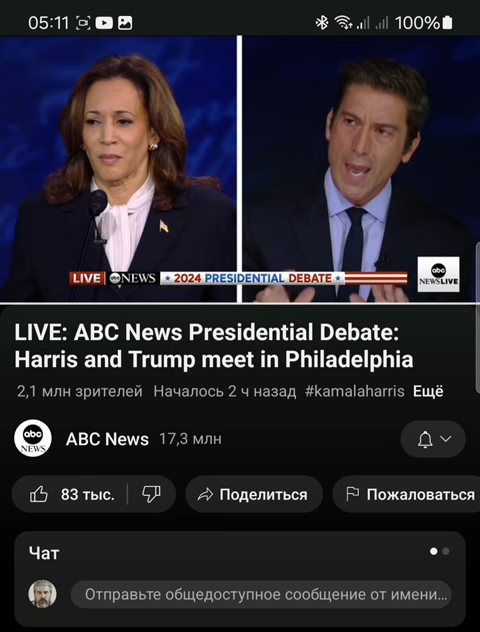 05:11 100%
LIVE abc NEWS ★ 2024 PRESIDENTIAL DEBATE ★
abc
NEWS LIVE
LIVE: ABC News Presidential Debate:
Harris and Trump meet in Philadelphia
2,1 млн зрителей Началось 2 ч назад #kamalaharris Ещё
abc
NEWS
ABC News 17,3 млн
83 тыс. Поделиться Пожаловаться
Чат
Отправьте общедоступное сообщение от имени...